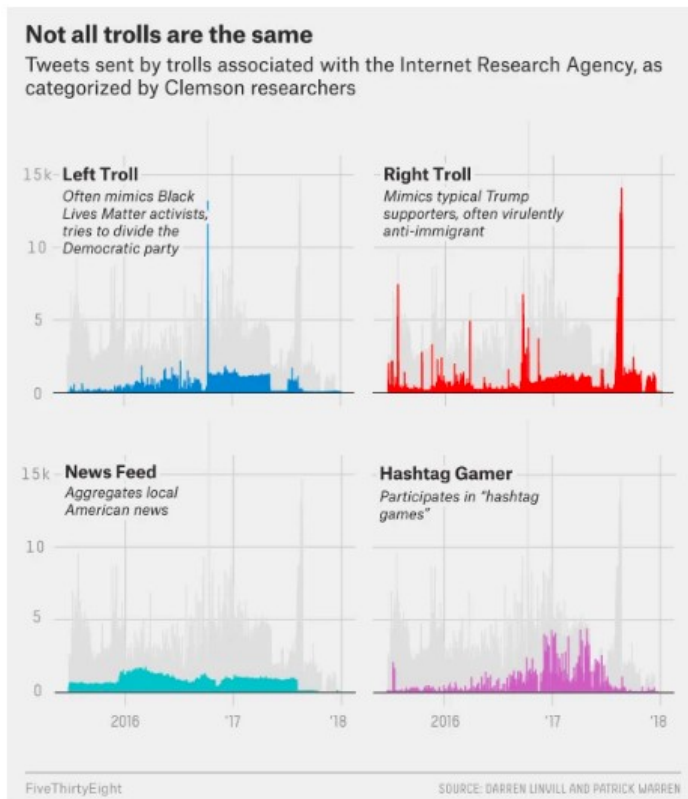 Not all trolls are the same
Tweets sent by trolls associated with the Internet Research Agency, as
categorized by Clemson researchers
15k
Left Troll
Often mimics Black
Lives Matter activists,
tries to divide the
Democratic party
10
5
0
Right Troll
Mimics typical Trump
supporters, often virulently
anti-immigrant
15k
News Feed
Aggregates local
American news
10
5
0
Hashtag Gamer
Participates in “hashtag
games”
2016 '17 '18
2016 '17 '18
FiveThirtyEight
SOURCE: DARREN LINVILL AND PATRICK WARREN